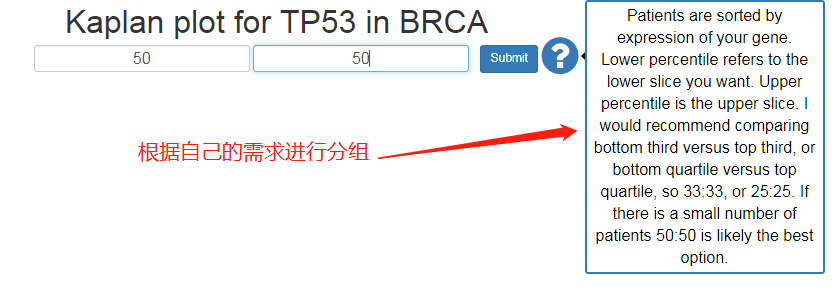 Kaplan plot for TP53 in BRCA
50 50 Submit ?
根据自己的需求进行分组
Patients are sorted by
expression of your gene.
Lower percentile refers to the
lower slice you want. Upper
percentile is the upper slice. I
would recommend comparing
bottom third versus top third, or
bottom quartile versus top
quartile, so 33:33, or 25:25. If
there is a small number of
patients 50:50 is likely the best
option.